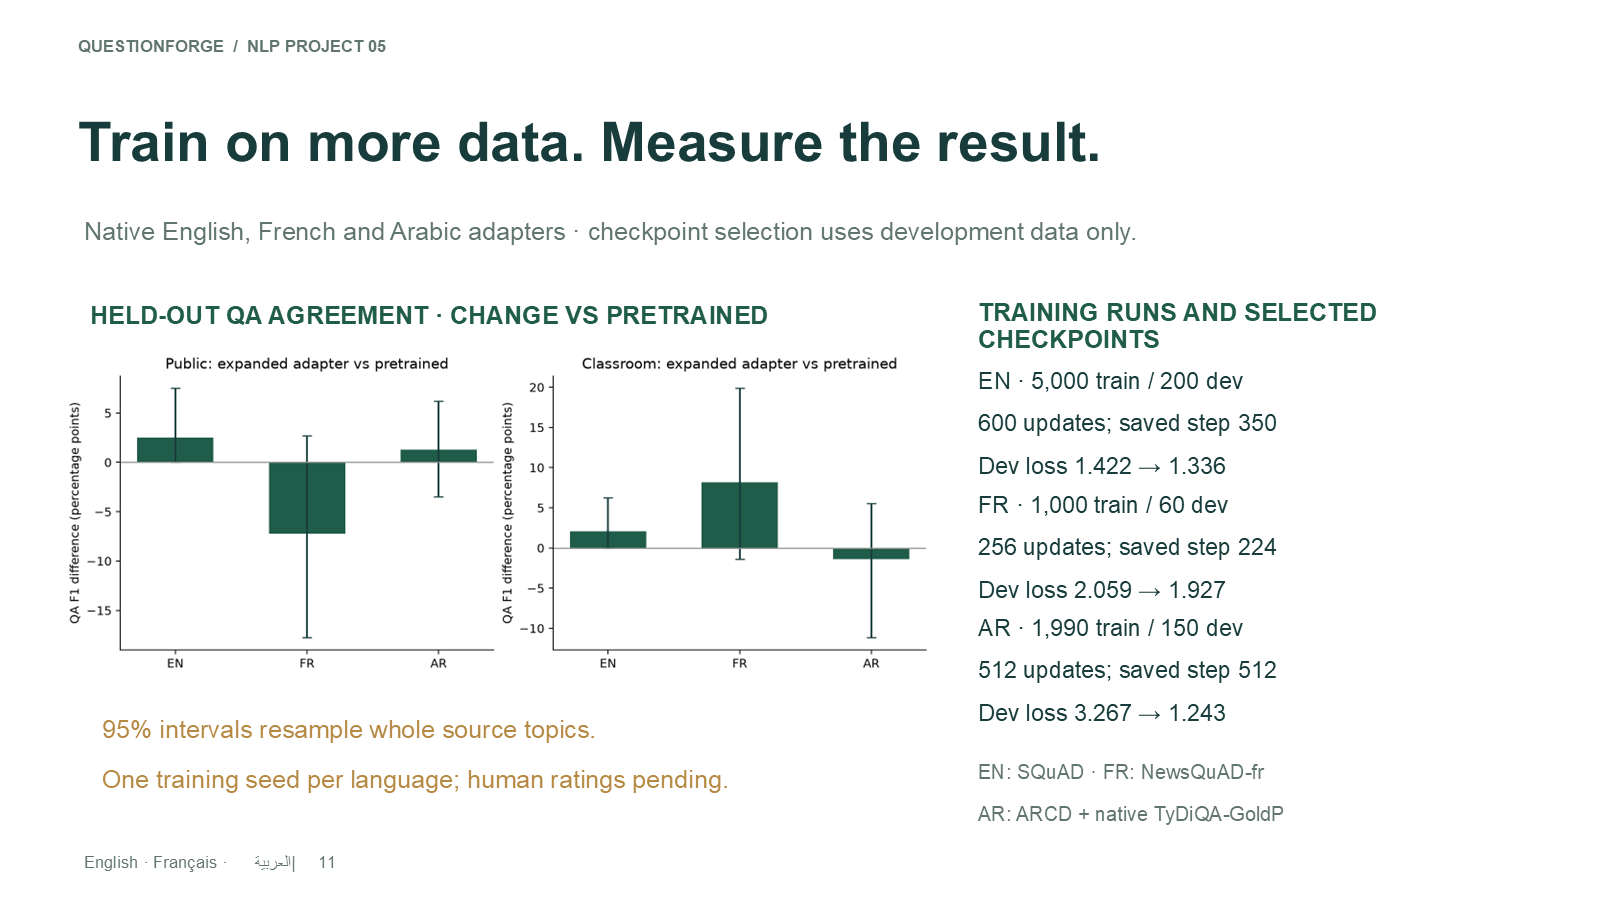 QUESTIONFORGE / NLP PROJECT 05
Train on more data. Measure the result.
Native English, French and Arabic adapters · checkpoint selection uses development data only.
HELD-OUT QA AGREEMENT · CHANGE VS PRETRAINED
Public: expanded adapter vs pretrained
QA F1 difference (percentage points)
5
0
−5
−10
−15
EN FR AR
Classroom: expanded adapter vs pretrained
QA F1 difference (percentage points)
20
15
10
5
0
−5
−10
EN FR AR
95% intervals resample whole source topics.
One training seed per language; human ratings pending.
TRAINING RUNS AND SELECTED
CHECKPOINTS
EN · 5,000 train / 200 dev
600 updates; saved step 350
Dev loss 1.422 → 1.336
FR · 1,000 train / 60 dev
256 updates; saved step 224
Dev loss 2.059 → 1.927
AR · 1,990 train / 150 dev
512 updates; saved step 512
Dev loss 3.267 → 1.243
EN: SQuAD · FR: NewsQuAD-fr
AR: ARCD + native TyDiQA-GoldP
English · Français · العربية | 11